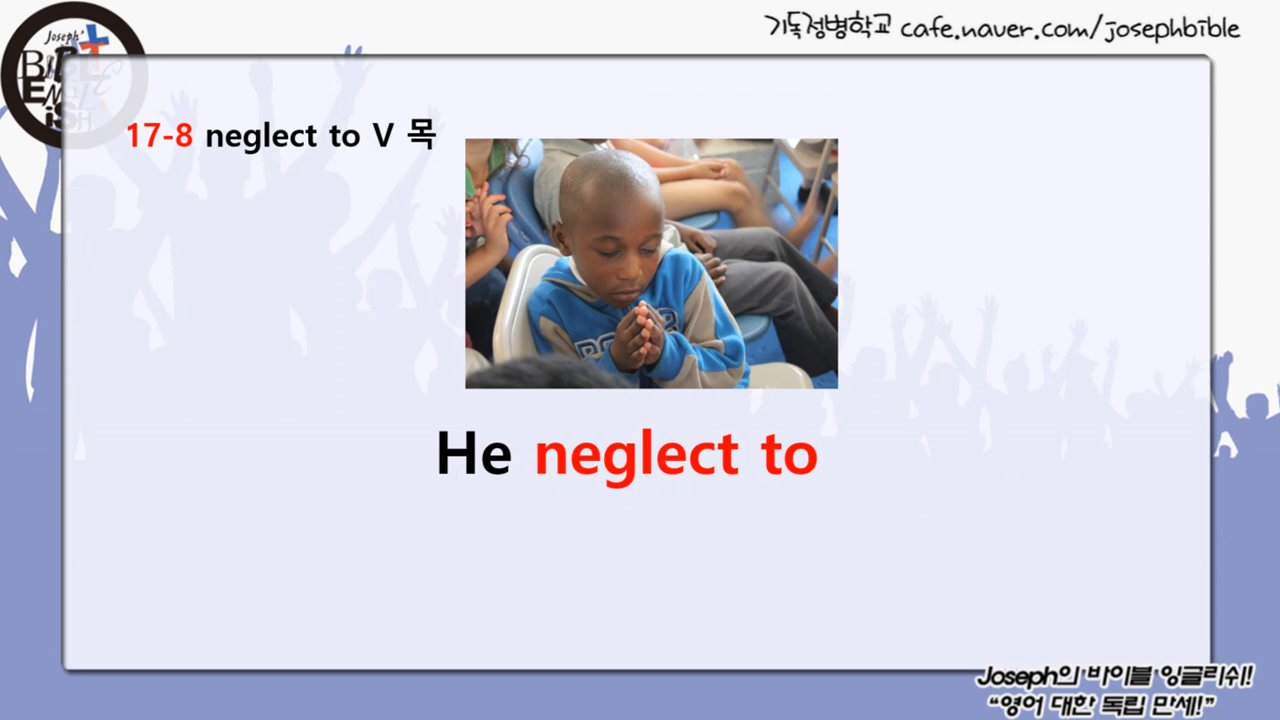 기독정병학교 cafe.naver.com/josephbible
Joseph'
17-8 neglect to V 목
He neglect to
Joseph의 바이블 잉글리쉬!
“영어 대한 독립 만세!”